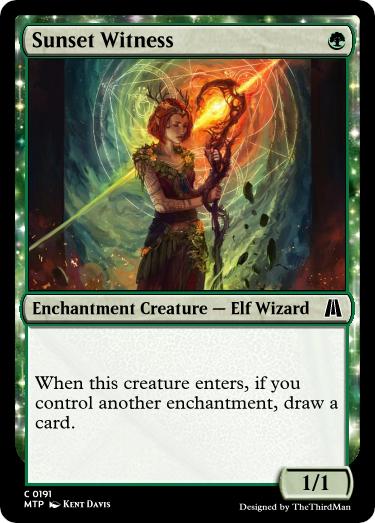 Sunset Witness
Enchantment Creature — Elf Wizard
When this creature enters, if you
control another enchantment, draw a
card.
1/1
C 0191
MTP Kent Davis
Designed by TheThirdMan